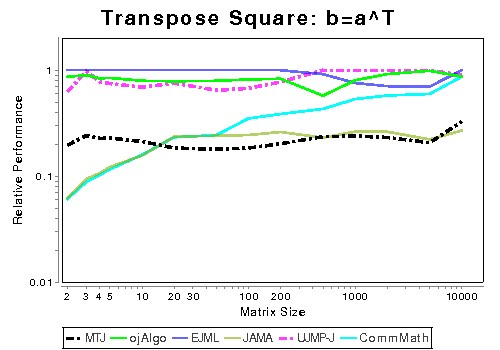 Transpose Square: b=a^T
Relative Performance
1
0.1
0.01
2 3 4 5 10 20 30 100 200 1000 10000
Matrix Size
MTJ ojAlgo EJML JAMA UJMP-J CommMath